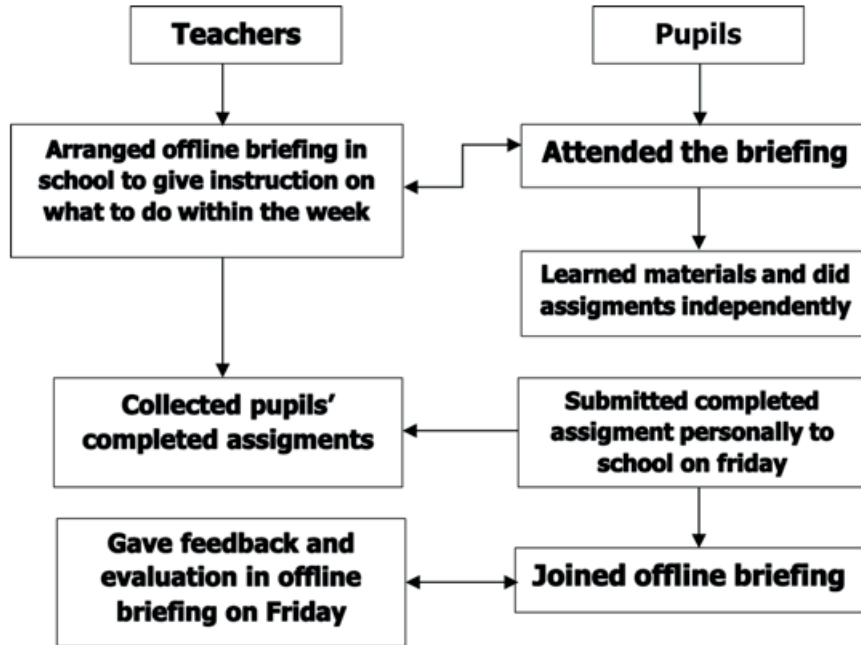 Teachers
Pupils
Arranged offline briefing in
school to give instruction on
what to do within the week
Attended the briefing
Learned materials and did
assigments independently
Collected pupils’
completed assigments
Submitted completed
assigment personally to
school on friday
Gave feedback and
evaluation in offline
briefing on Friday
Joined offline briefing